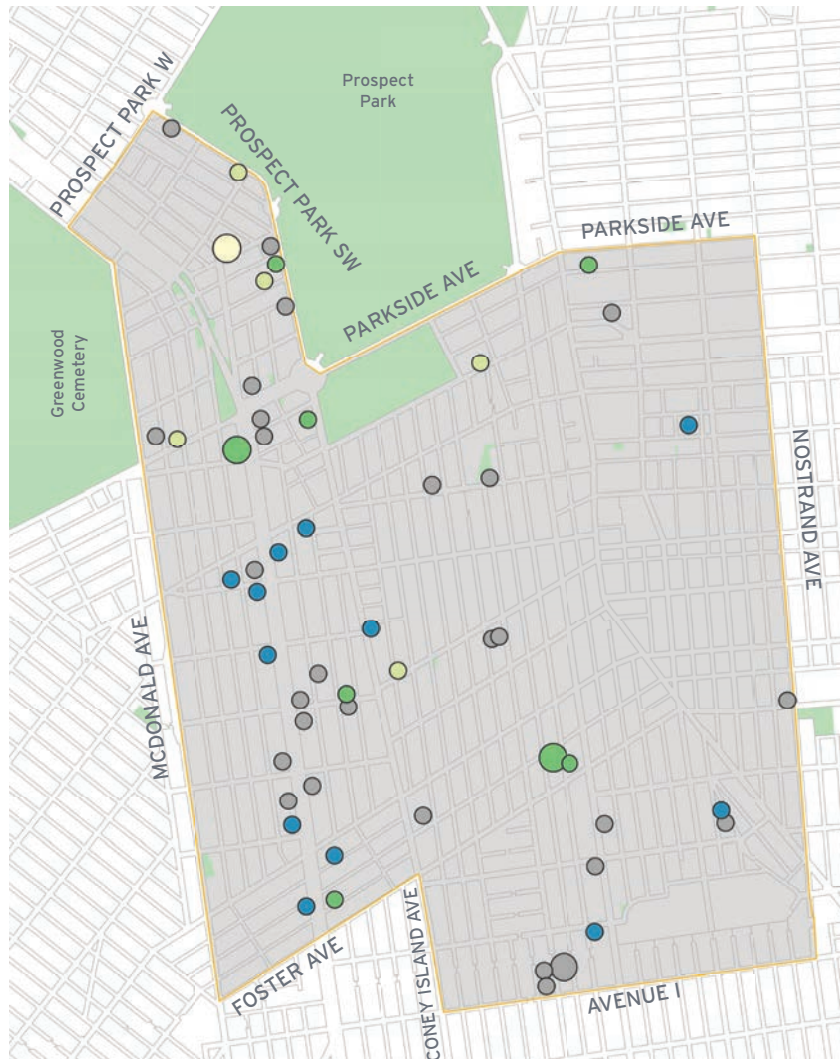 Prospect
Park
PROSPECT PARK W
PROSPECT PARK SW
PARKSIDE AVE
PARKSIDE AVE
Greenwood
Cemetery
NOSTRAND AVE
MCDONALD AVE
FOSTER AVE
CONEY ISLAND AVE
AVENUE I